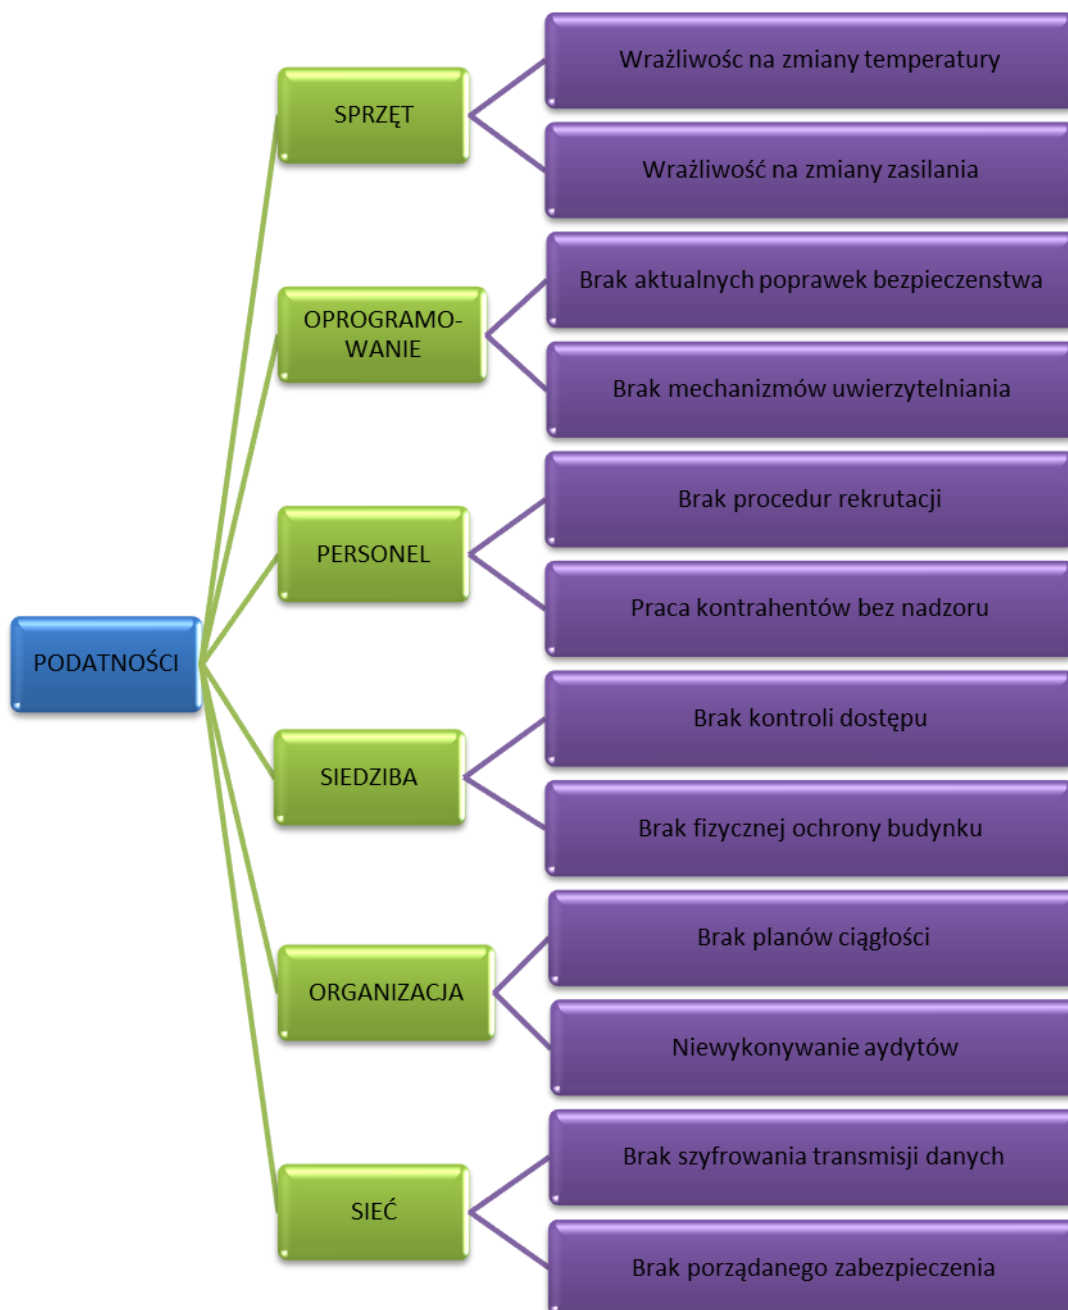 PODATNOŚCI
SPRZĘT
Wrażliwośc na zmiany temperatury
Wrażliwość na zmiany zasilania
OPROGRAMO-
WANIE
Brak aktualnych poprawek bezpieczenstwa
Brak mechanizmów uwierzytelniania
PERSONEL
Brak procedur rekrutacji
Praca kontrahentów bez nadzoru
SIEDZIBA
Brak kontroli dostępu
Brak fizycznej ochrony budynku
ORGANIZACJA
Brak planów ciągłości
Niewykonywanie aydytów
SIEĆ
Brak szyfrowania transmisji danych
Brak porządanego zabezpieczenia